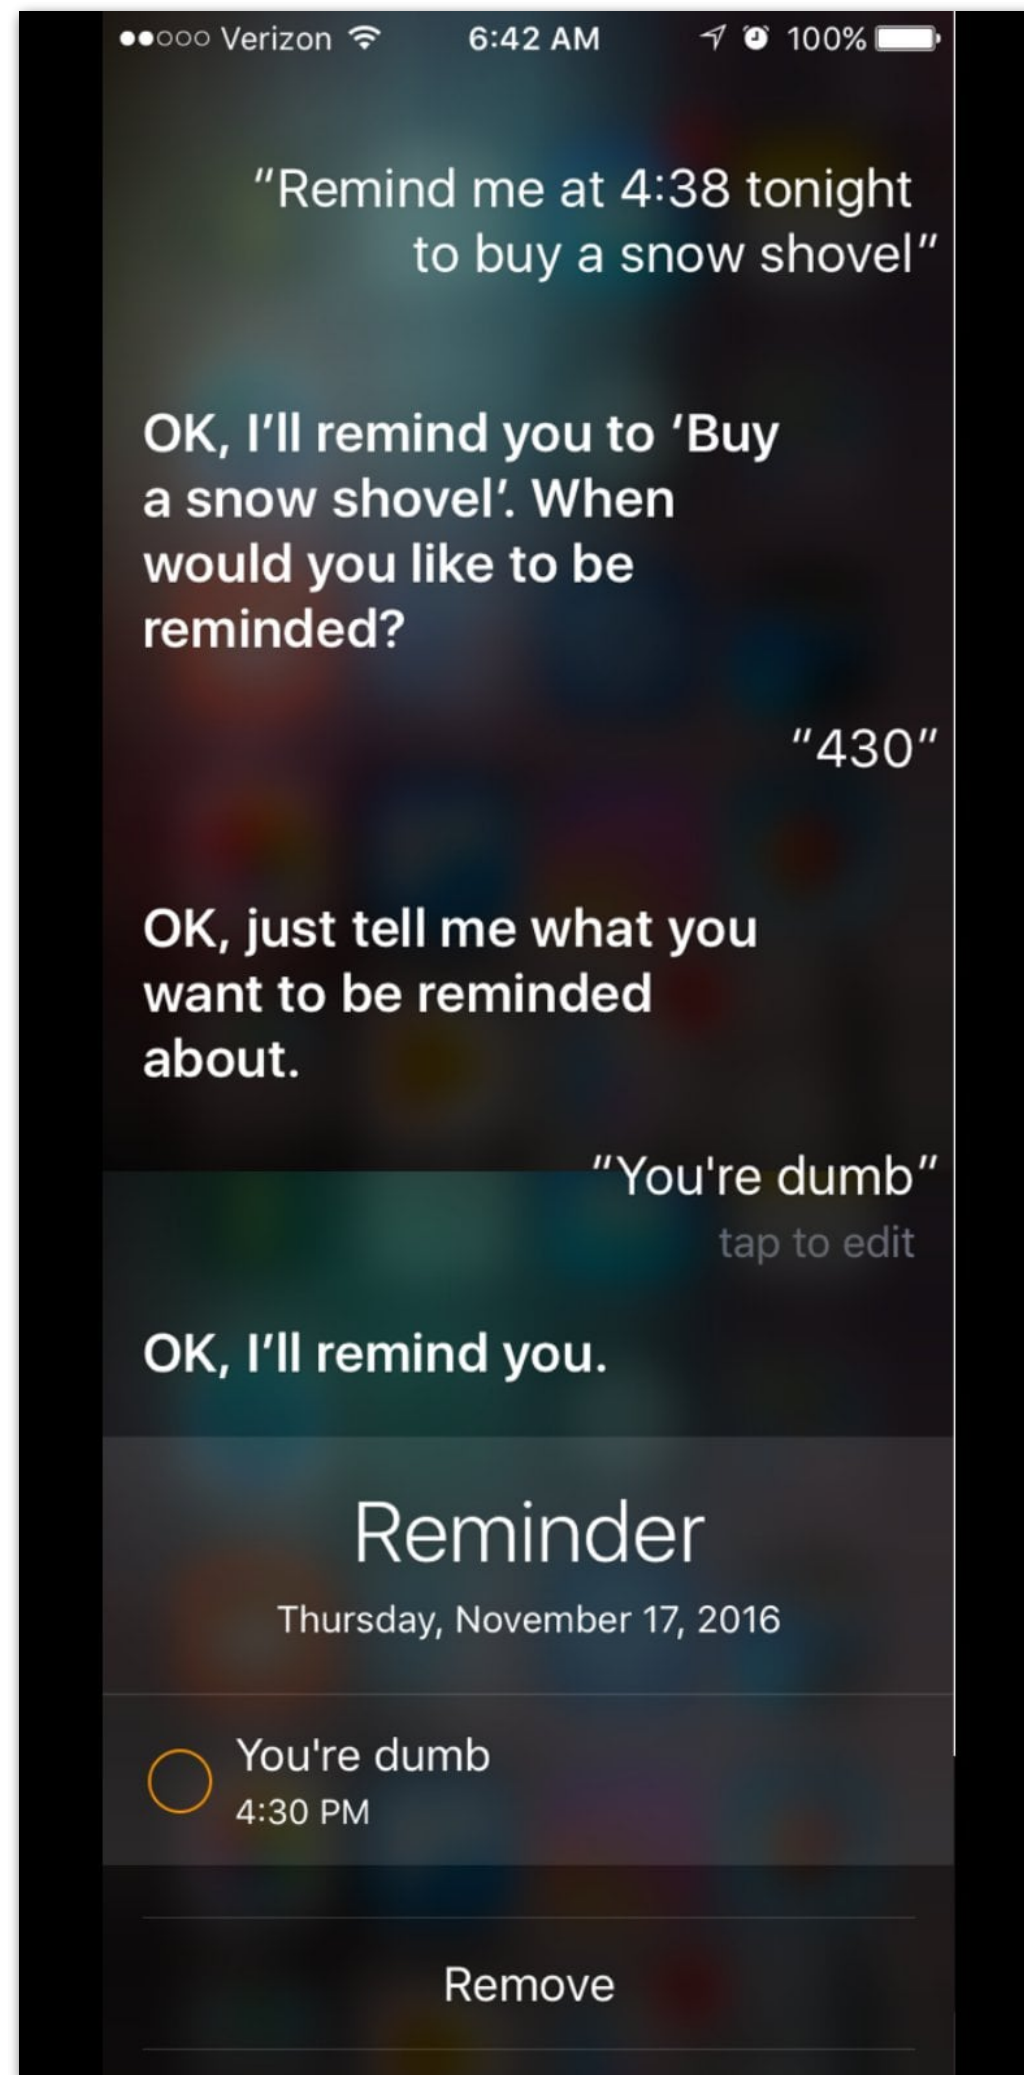 Verizon 6:42 AM 100%
"Remind me at 4:38 tonight
to buy a snow shovel"
OK, I'll remind you to 'Buy
a snow shovel'. When
would you like to be
reminded?
"430"
OK, just tell me what you
want to be reminded
about.
"You're dumb"
tap to edit
OK, I'll remind you.
Reminder
Thursday, November 17, 2016
You're dumb
4:30 PM
Remove